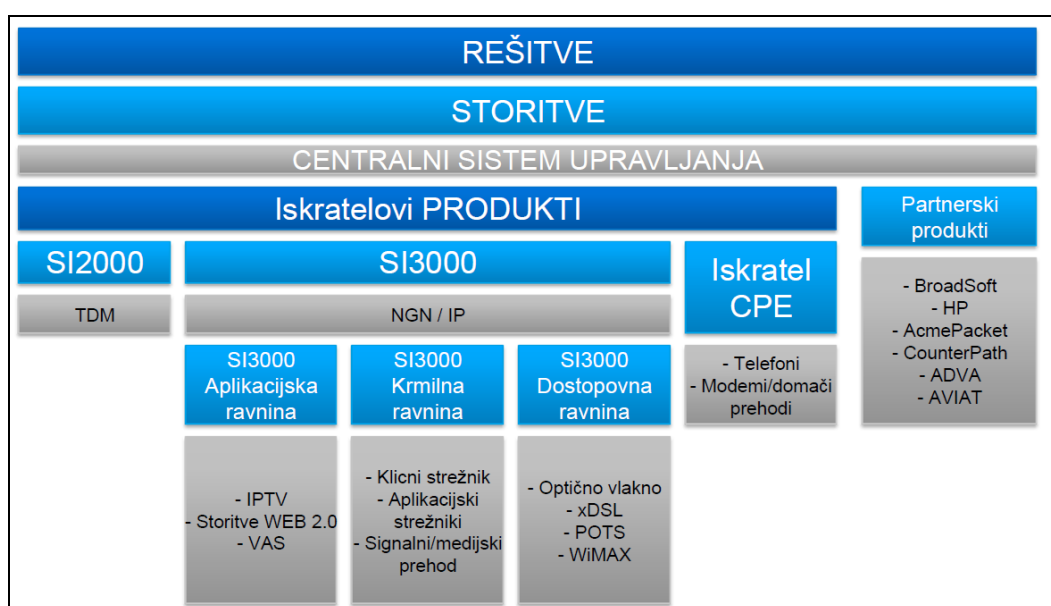 REŠITVE
STORITVE
CENTRALNI SISTEM UPRAVLJANJA
Iskratelovi PRODUKTI
Partnerski
produkti
SI2000
SI3000
Iskratel
CPE
TDM
NGN / IP
- BroadSoft
- HP
- AcmePacket
- CounterPath
- ADVA
- AVIAT
SI3000
Aplikacijska
ravnina
SI3000
Krmilna
ravnina
SI3000
Dostopovna
ravnina
- Telefoni
- Modemi/domači
prehodi
- IPTV
- Storitve WEB 2.0
- VAS
- Klicni strežnik
- Aplikacijski
strežniki
- Signalni/medijski
prehod
- Optično vlakno
- xDSL
- POTS
- WiMAX